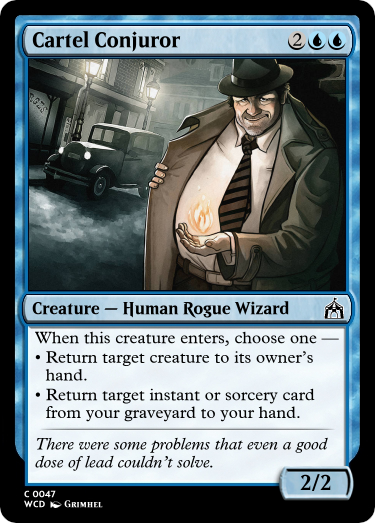 Cartel Conjuror 2
Creature — Human Rogue Wizard
When this creature enters, choose one —
• Return target creature to its owner's
hand.
• Return target instant or sorcery card
from your graveyard to your hand.
There were some problems that even a good
dose of lead couldn't solve.
2/2
C 0047
WCD Grimhel